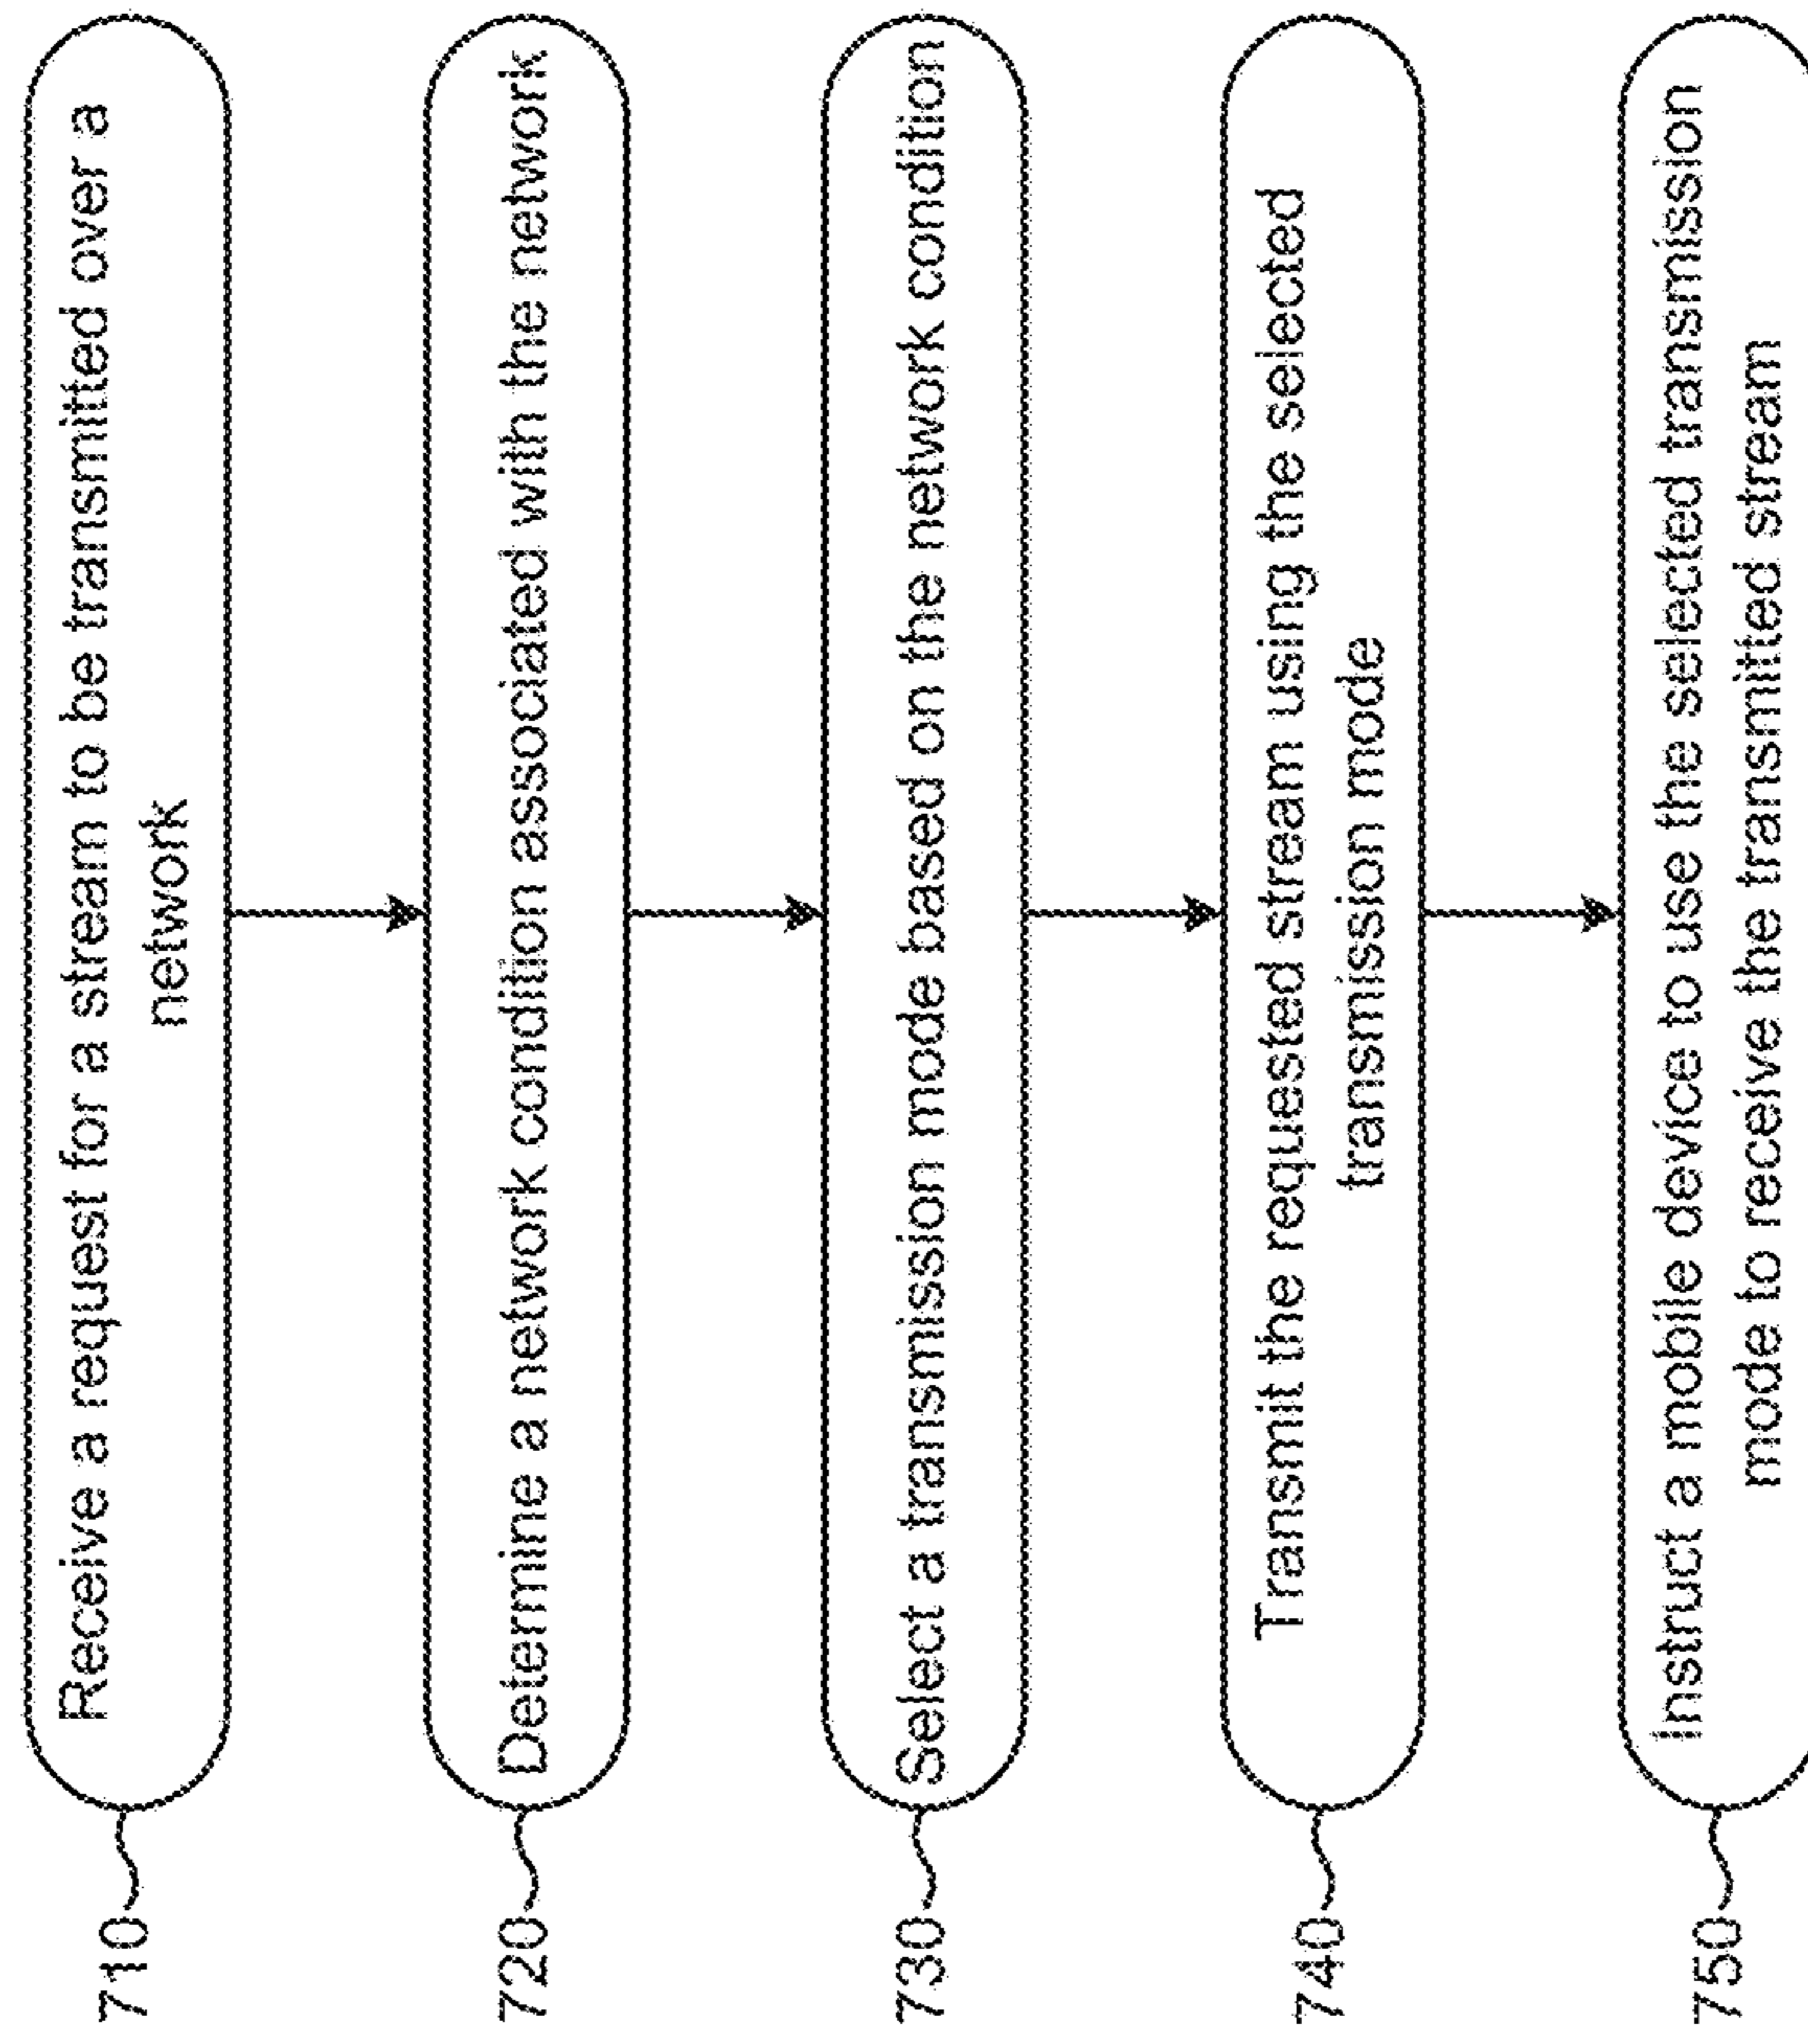 710
Receive a request for a stream to be transmitted over a
network
720
Determine a network condition associated with the network
730
Select a transmission mode based on the network condition
740
Transmit the requested stream using the selected
transmission mode
750
Instruct a mobile device to use the selected transmission
mode to receive the transmitted stream